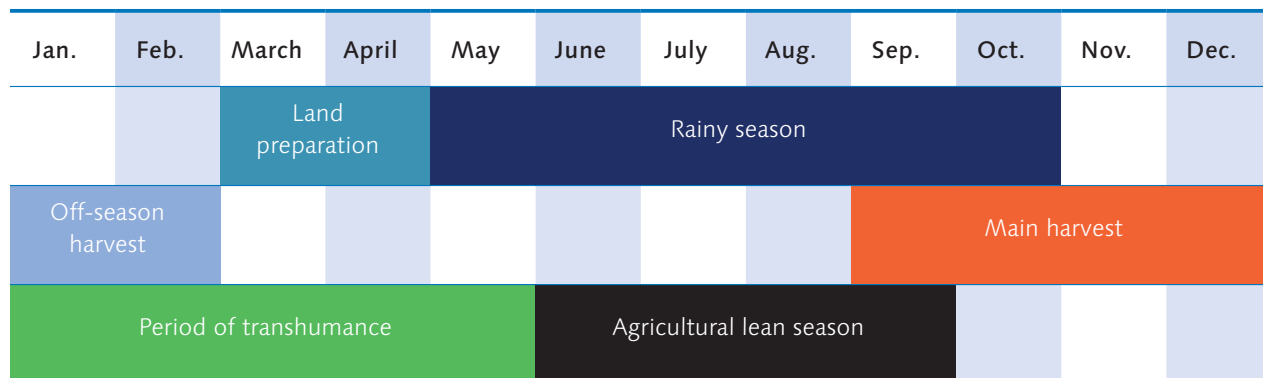 Jan. Feb. March April May June July Aug. Sep. Oct. Nov. Dec.
Land
preparation
Rainy season
Off-season
harvest
Main harvest
Period of transhumance
Agricultural lean season